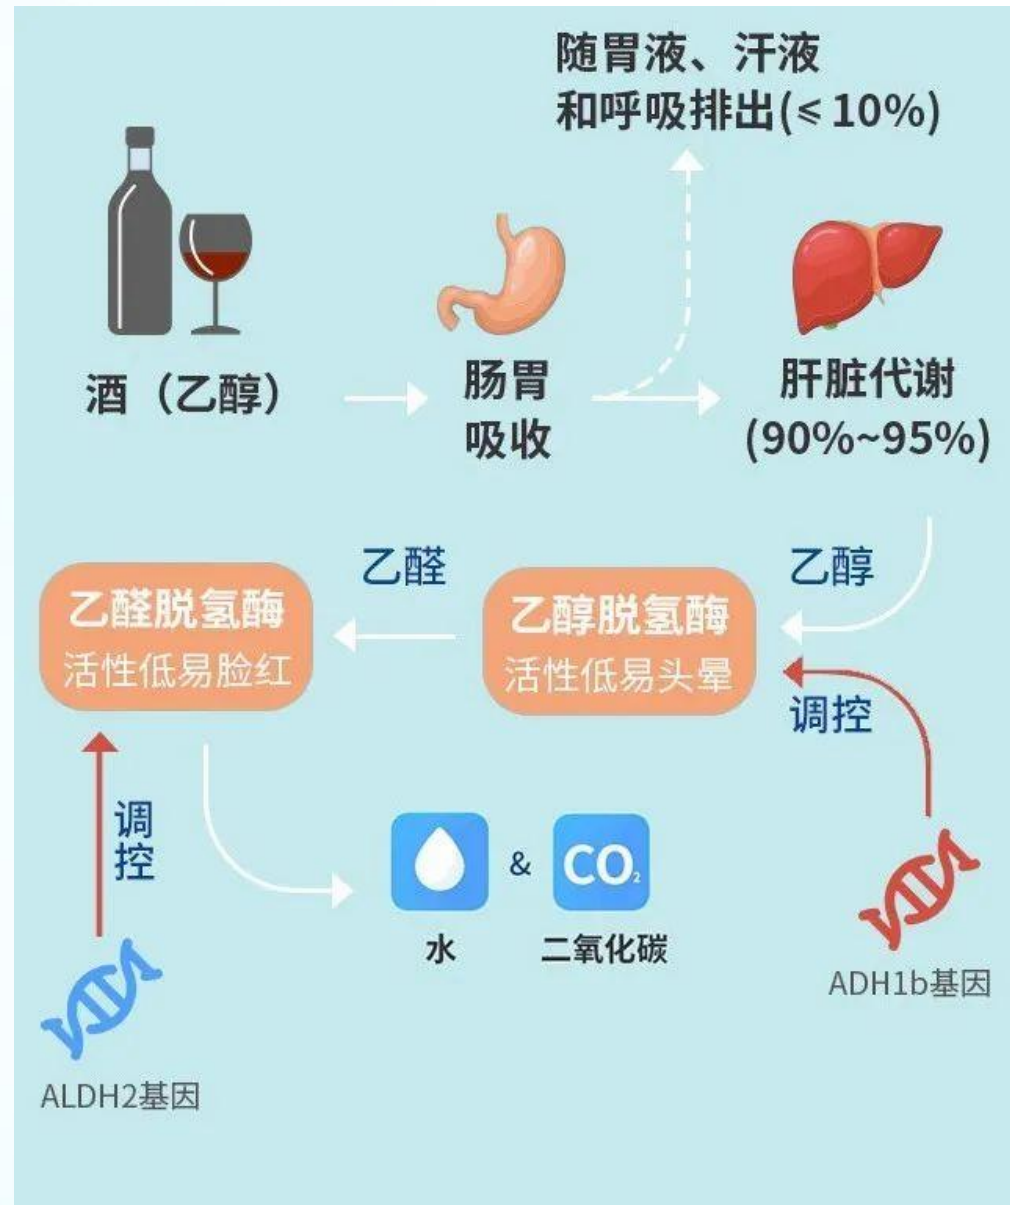 随胆液、汗液
和呼吸排出(≤10%)
酒（乙醇）
肠胃
吸收
肝脏代谢
(90%~95%)
乙醛
乙醇
乙醛脱氢酶
活性低易脸红
乙醇脱氢酶
活性低易头晕
调控
调
控
&
CO₂
水
二氧化碳
ADH1b基因
ALDH2基因